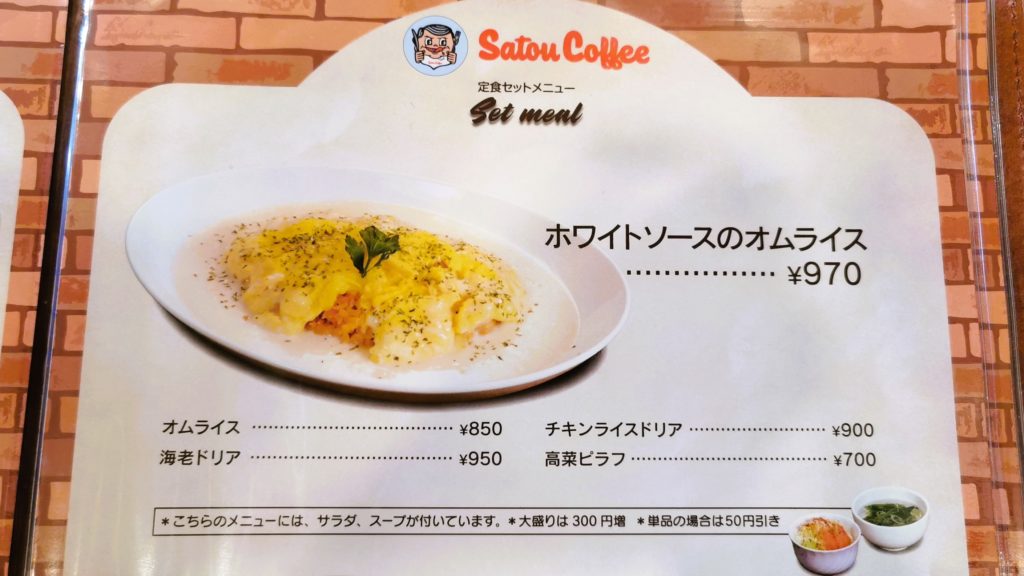 Satou Coffee
定食セットメニュー
Set meal
ホワイトソースのオムライス
………………¥970
オムライス ………………………………¥850
チキンライスドリア ………………………¥900
海老ドリア ………………………………¥950
高菜ピラフ ………………………………¥700
＊こちらのメニューには、サラダ、スープが付いています。＊大盛りは300円増 ＊単品の場合は50円引き